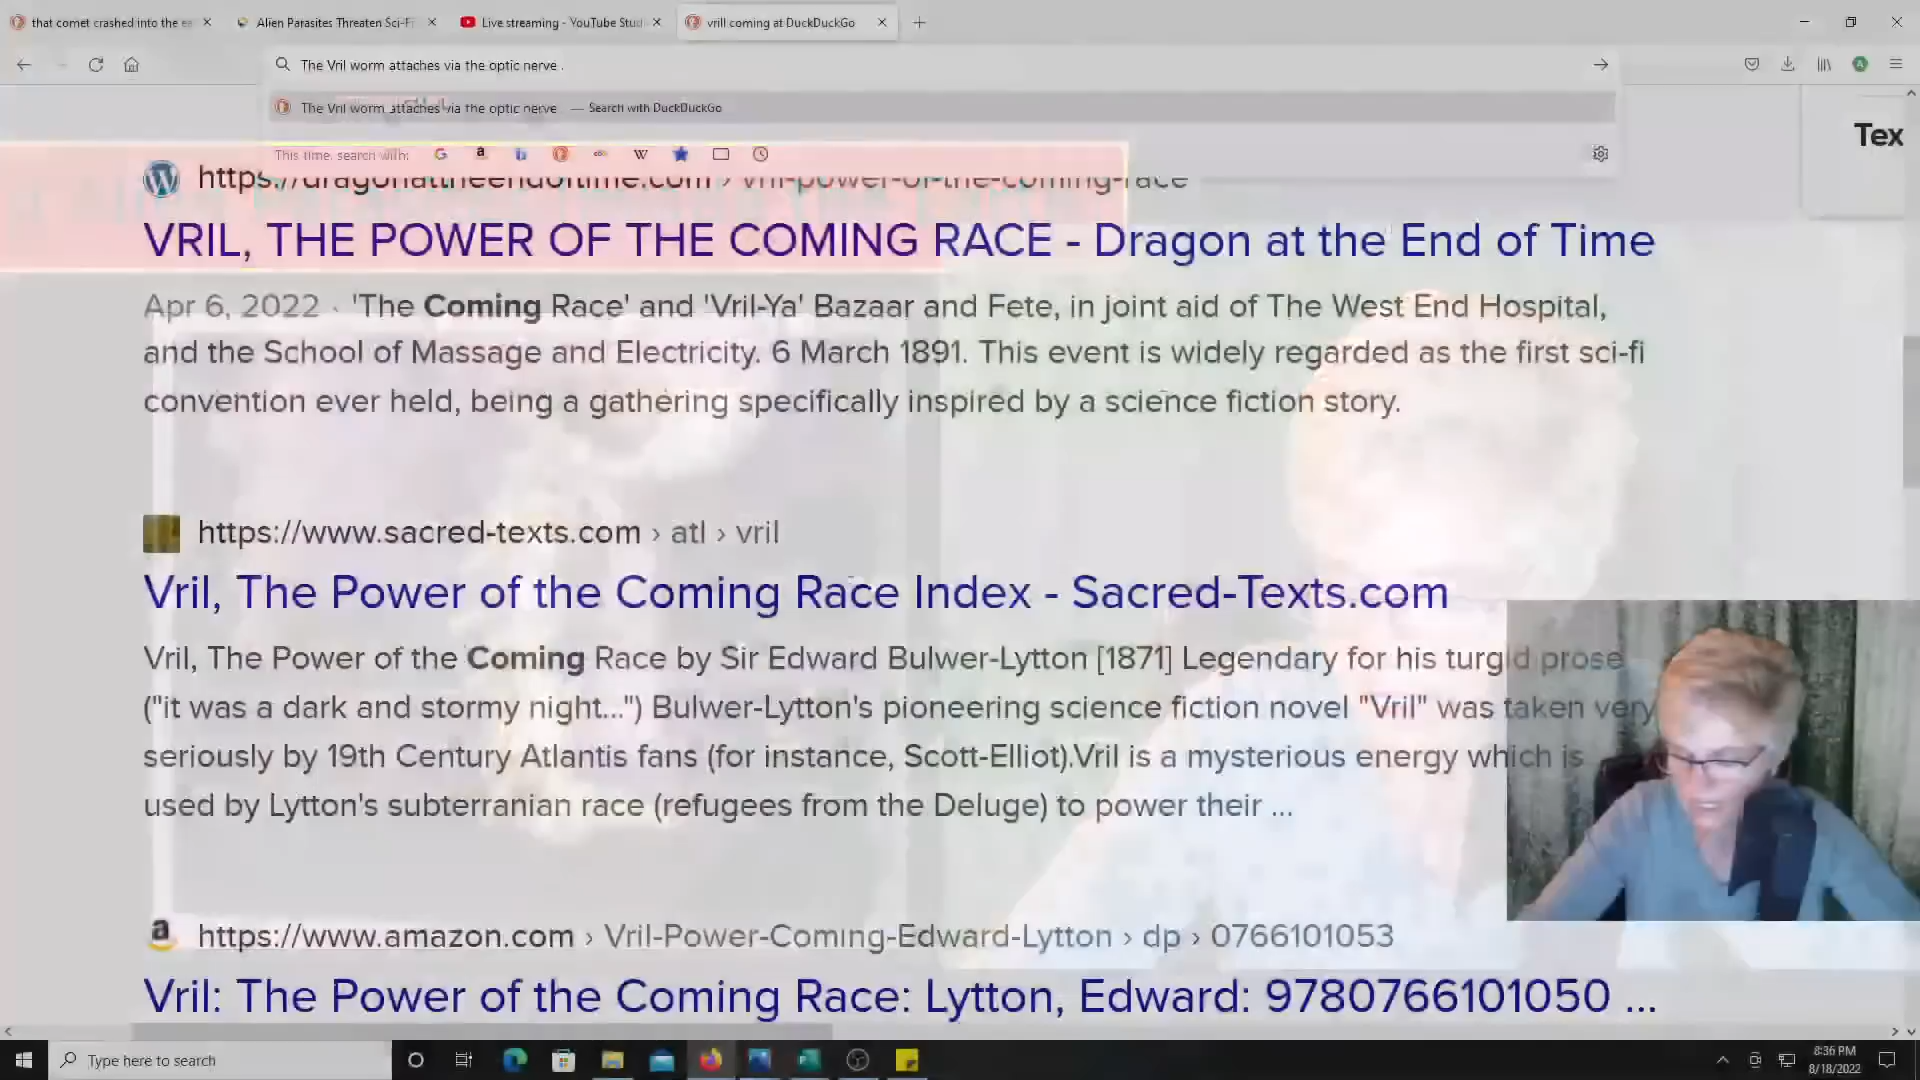 that comet crashed into the ea
Alien Parasites Threaten Sci-Fi
Live streaming - YouTube Stud
vrill coming at DuckDuckGo
The Vril worm attaches via the optic nerve .
The Vril worm attaches via the optic nerve — Search with DuckDuckGo
This time, search with:
Tex
https://dragonattheendoftime.com › vril-power-of-the-coming-race
VRIL, THE POWER OF THE COMING RACE - Dragon at the End of Time
Apr 6, 2022 · 'The Coming Race' and 'Vril-Ya' Bazaar and Fete, in joint aid of The West End Hospital,
and the School of Massage and Electricity. 6 March 1891. This event is widely regarded as the first sci-fi
convention ever held, being a gathering specifically inspired by a science fiction story.
https://www.sacred-texts.com › atl › vril
Vril, The Power of the Coming Race Index - Sacred-Texts.com
Vril, The Power of the Coming Race by Sir Edward Bulwer-Lytton [1871] Legendary for his turgid prose
("it was a dark and stormy night...") Bulwer-Lytton's pioneering science fiction novel "Vril" was taken very
seriously by 19th Century Atlantis fans (for instance, Scott-Elliot).Vril is a mysterious energy which is
used by Lytton's subterranian race (refugees from the Deluge) to power their ...
https://www.amazon.com › Vril-Power-Coming-Edward-Lytton › dp › 0766101053
Vril: The Power of the Coming Race: Lytton, Edward: 9780766101050 ...
Type here to search
8:36 PM
8/18/2022